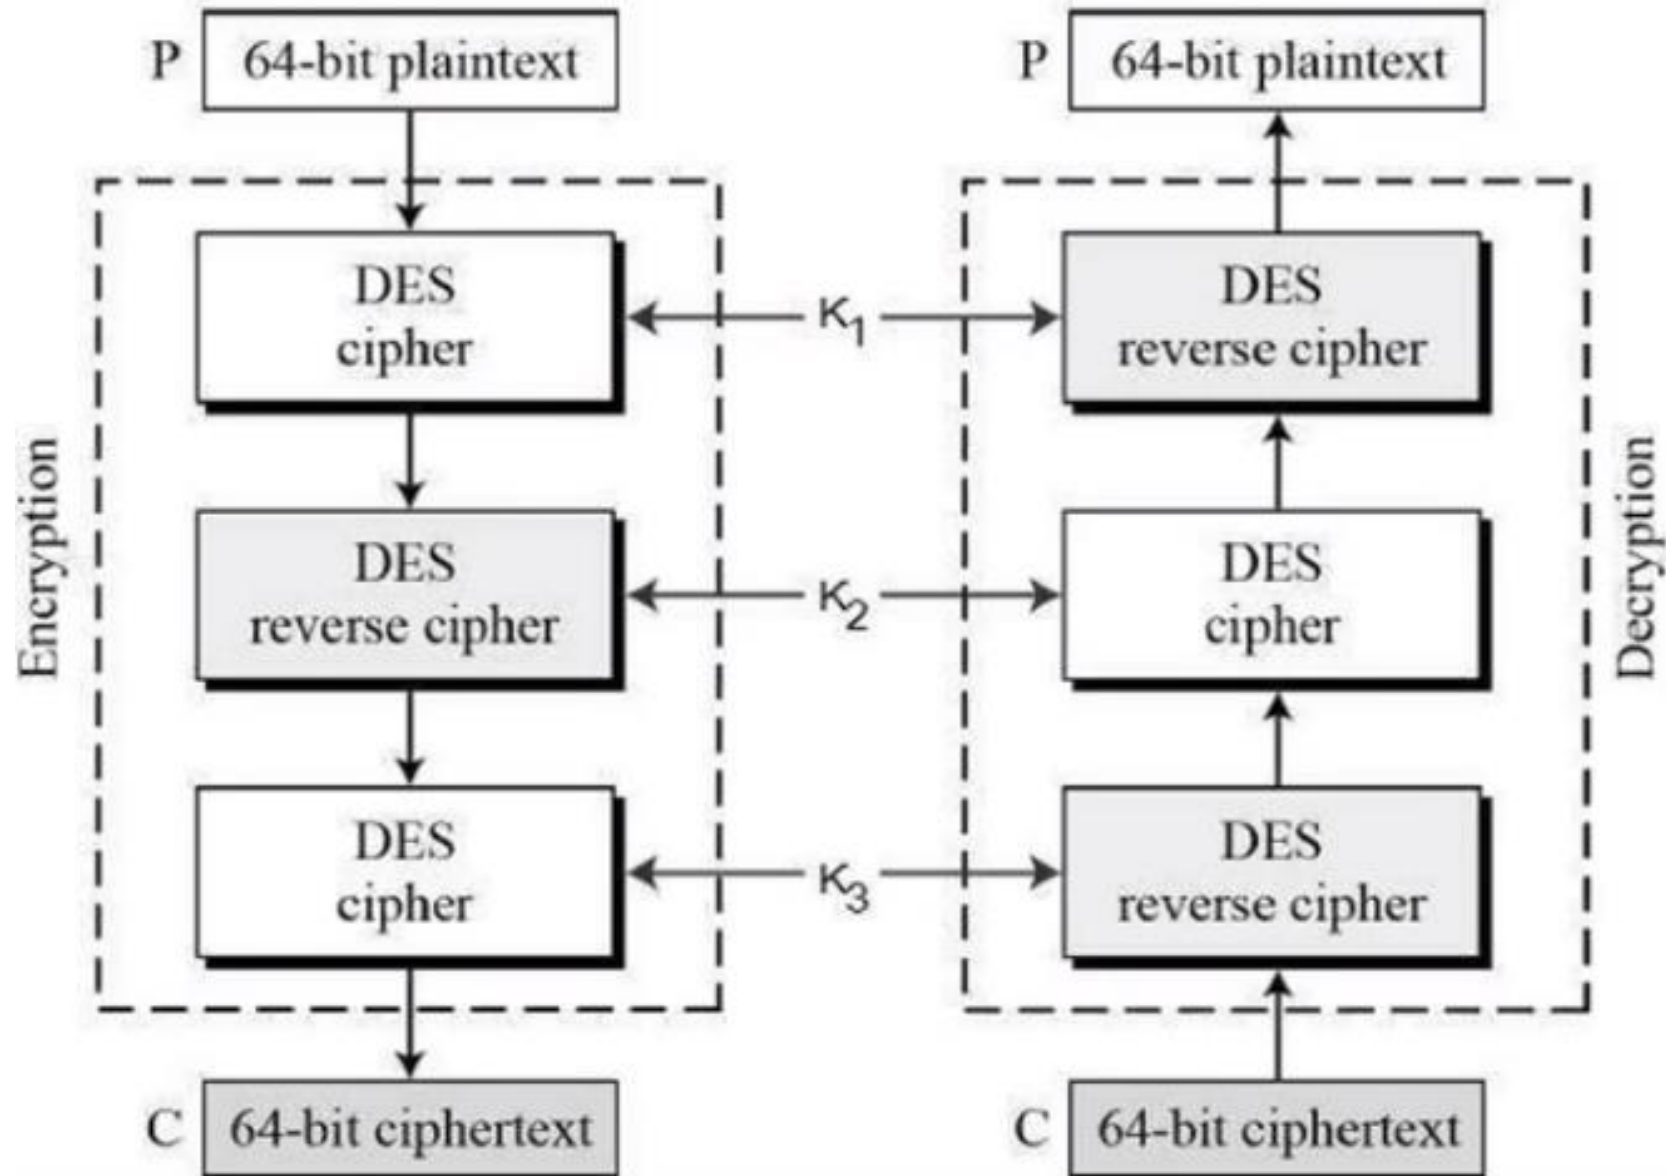 P 64-bit plaintext
P 64-bit plaintext
Encryption
DES
cipher
K1
DES
reverse cipher
DES
reverse cipher
K2
DES
cipher
DES
cipher
K3
DES
reverse cipher
Decryption
C 64-bit ciphertext
C 64-bit ciphertext